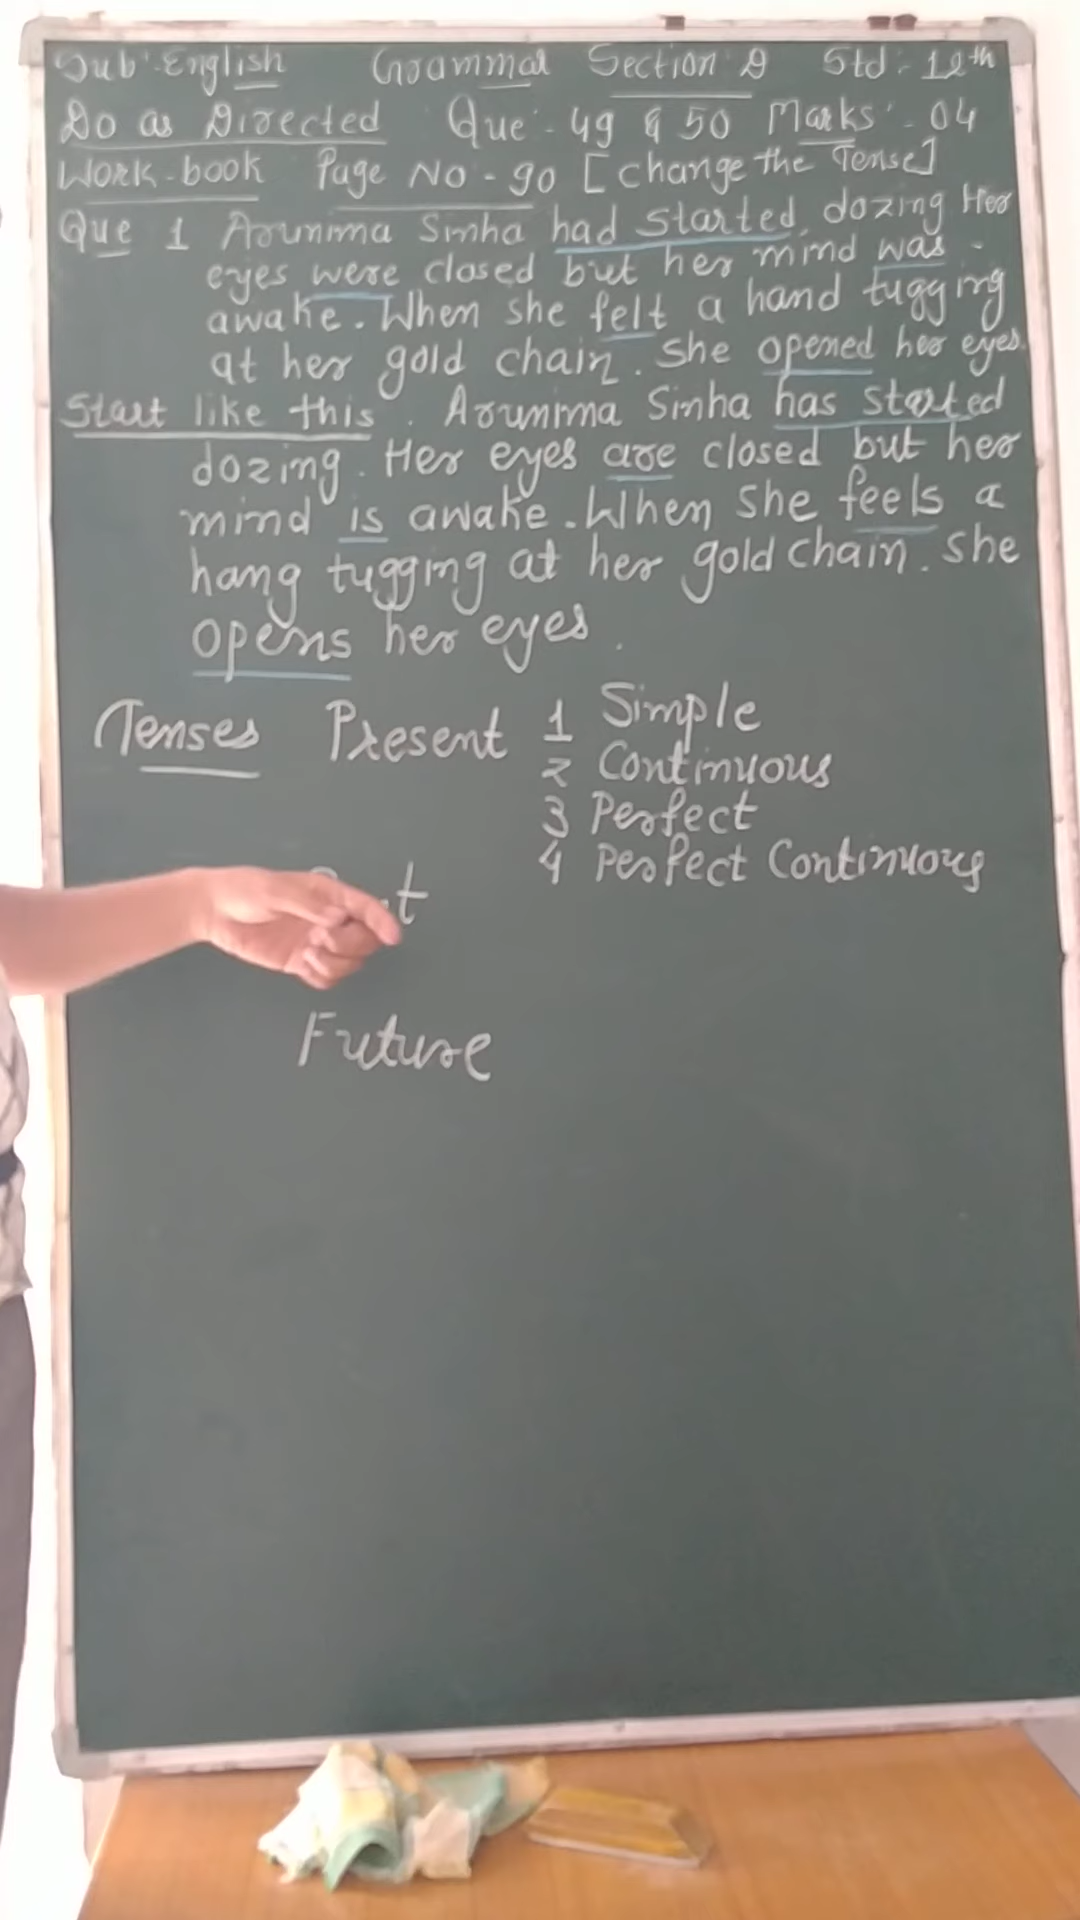 Sub: English Grammar Section D Std: 12th
Do as Directed Que - 49 & 50 Marks - 04
Work-book Page No - 90 [change the Tense]
Que 1 Arunima Sinha had started dozing Her
eyes were closed but her mind was
awake. When she felt a hand tugging
at her gold chain. She opened her eyes.
Start like this. Arunima Sinha has started
dozing. Her eyes are closed but her
mind is awake. When she feels a
hang tugging at her gold chain. she
opens her eyes.
Tenses Present 1 Simple
2 Continuous
3 Perfect
4 Perfect Continuous
Future